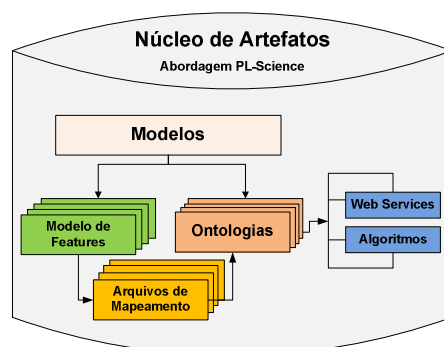 Núcleo de Artefatos
Abordagem PL-Science
Modelos
Modelo de
Features
Ontologias
Web Services
Algoritmos
Arquivos de
Mapeamento